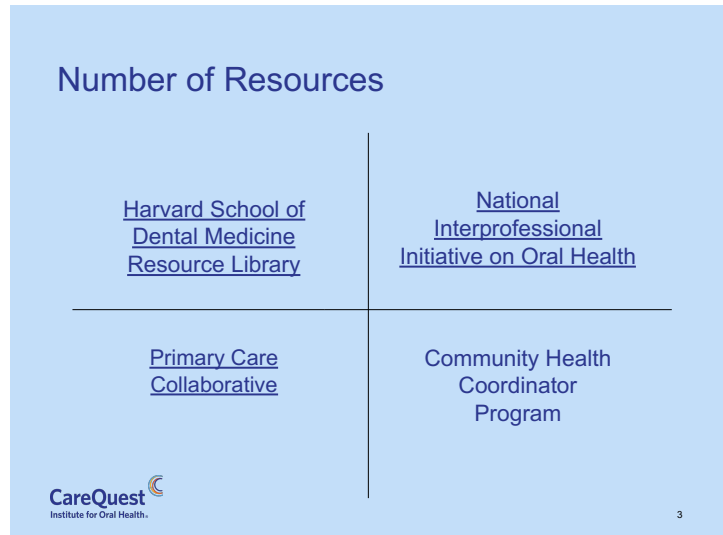 Number of Resources
Harvard School of
Dental Medicine
Resource Library
National
Interprofessional
Initiative on Oral Health
Primary Care
Collaborative
Community Health
Coordinator
Program
CareQuest
Institute for Oral Health.
3